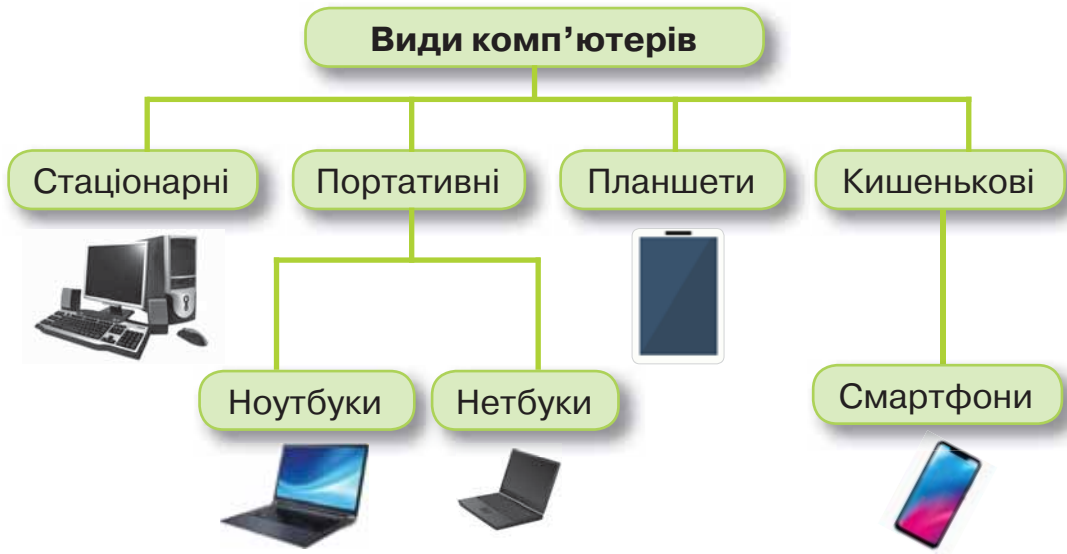 Види комп’ютерів
Стаціонарні
Портативні
Планшети
Кишенькові
Ноутбуки
Нетбуки
Смартфони